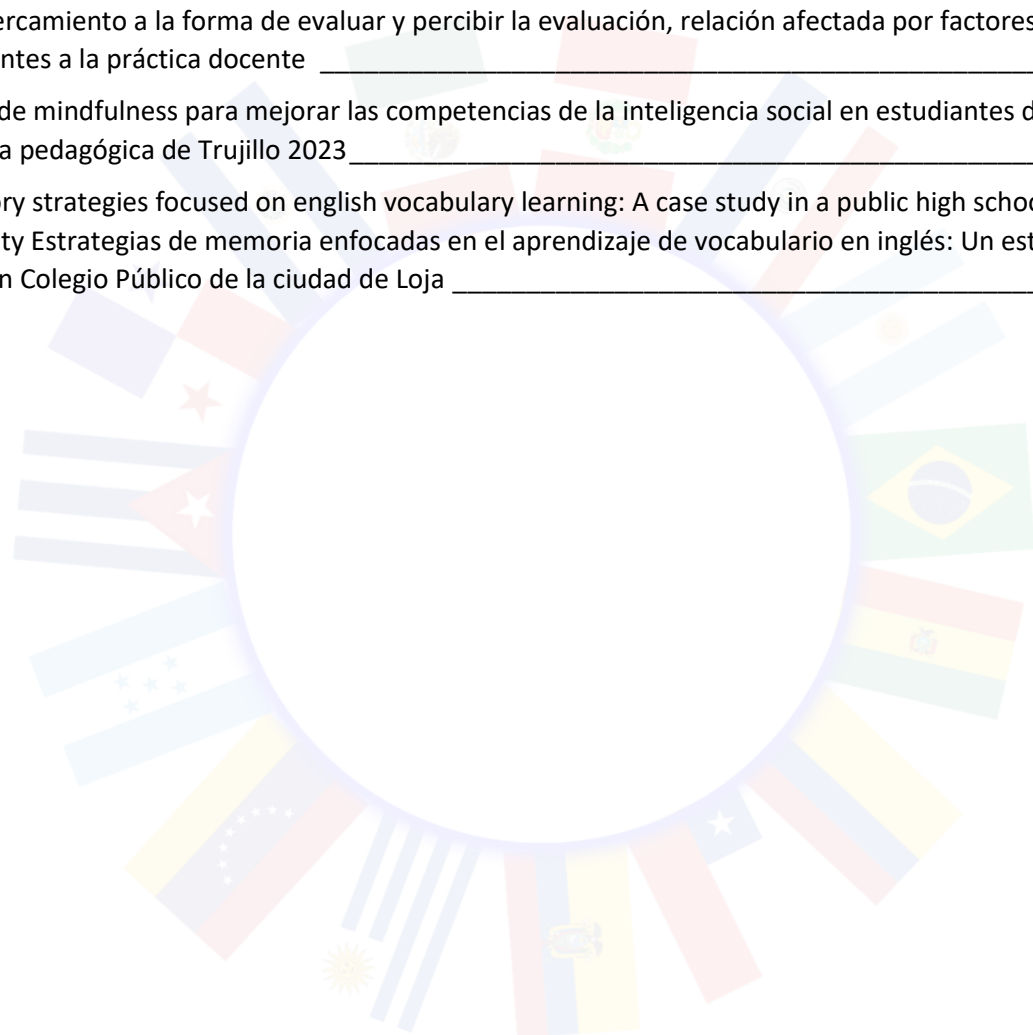 ercamiento a la forma de evaluar y percibir la evaluación, relación afectada por factores
ntes a la práctica docente ________________________________________________
de mindfulness para mejorar las competencias de la inteligencia social en estudiantes d
a pedagógica de Trujillo 2023______________________________________________
ry strategies focused on english vocabulary learning: A case study in a public high schoo
ty Estrategias de memoria enfocadas en el aprendizaje de vocabulario en inglés: Un est
n Colegio Público de la ciudad de Loja _______________________________________